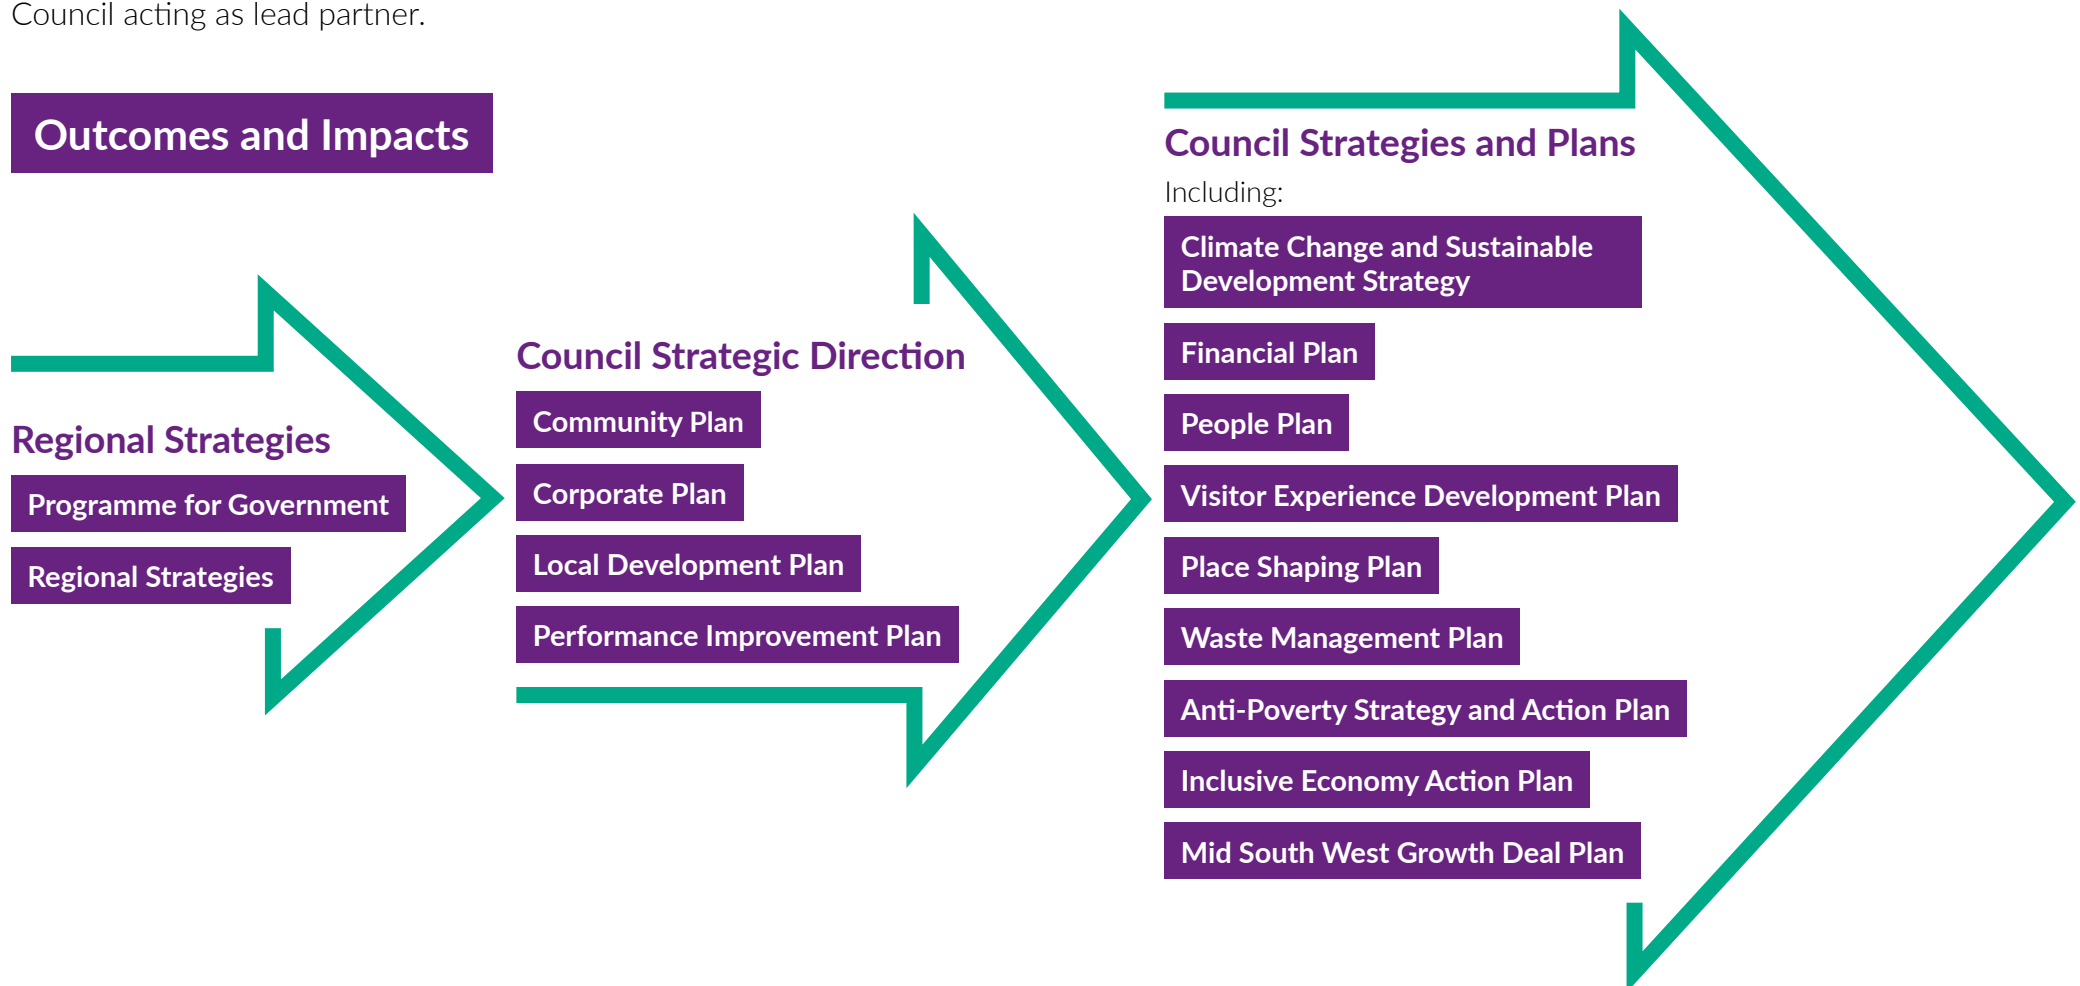 Council acting as lead partner.
Outcomes and Impacts
Regional Strategies
Programme for Government
Regional Strategies
Council Strategic Direction
Community Plan
Corporate Plan
Local Development Plan
Performance Improvement Plan
Council Strategies and Plans
Including:
Climate Change and Sustainable
Development Strategy
Financial Plan
People Plan
Visitor Experience Development Plan
Place Shaping Plan
Waste Management Plan
Anti-Poverty Strategy and Action Plan
Inclusive Economy Action Plan
Mid South West Growth Deal Plan